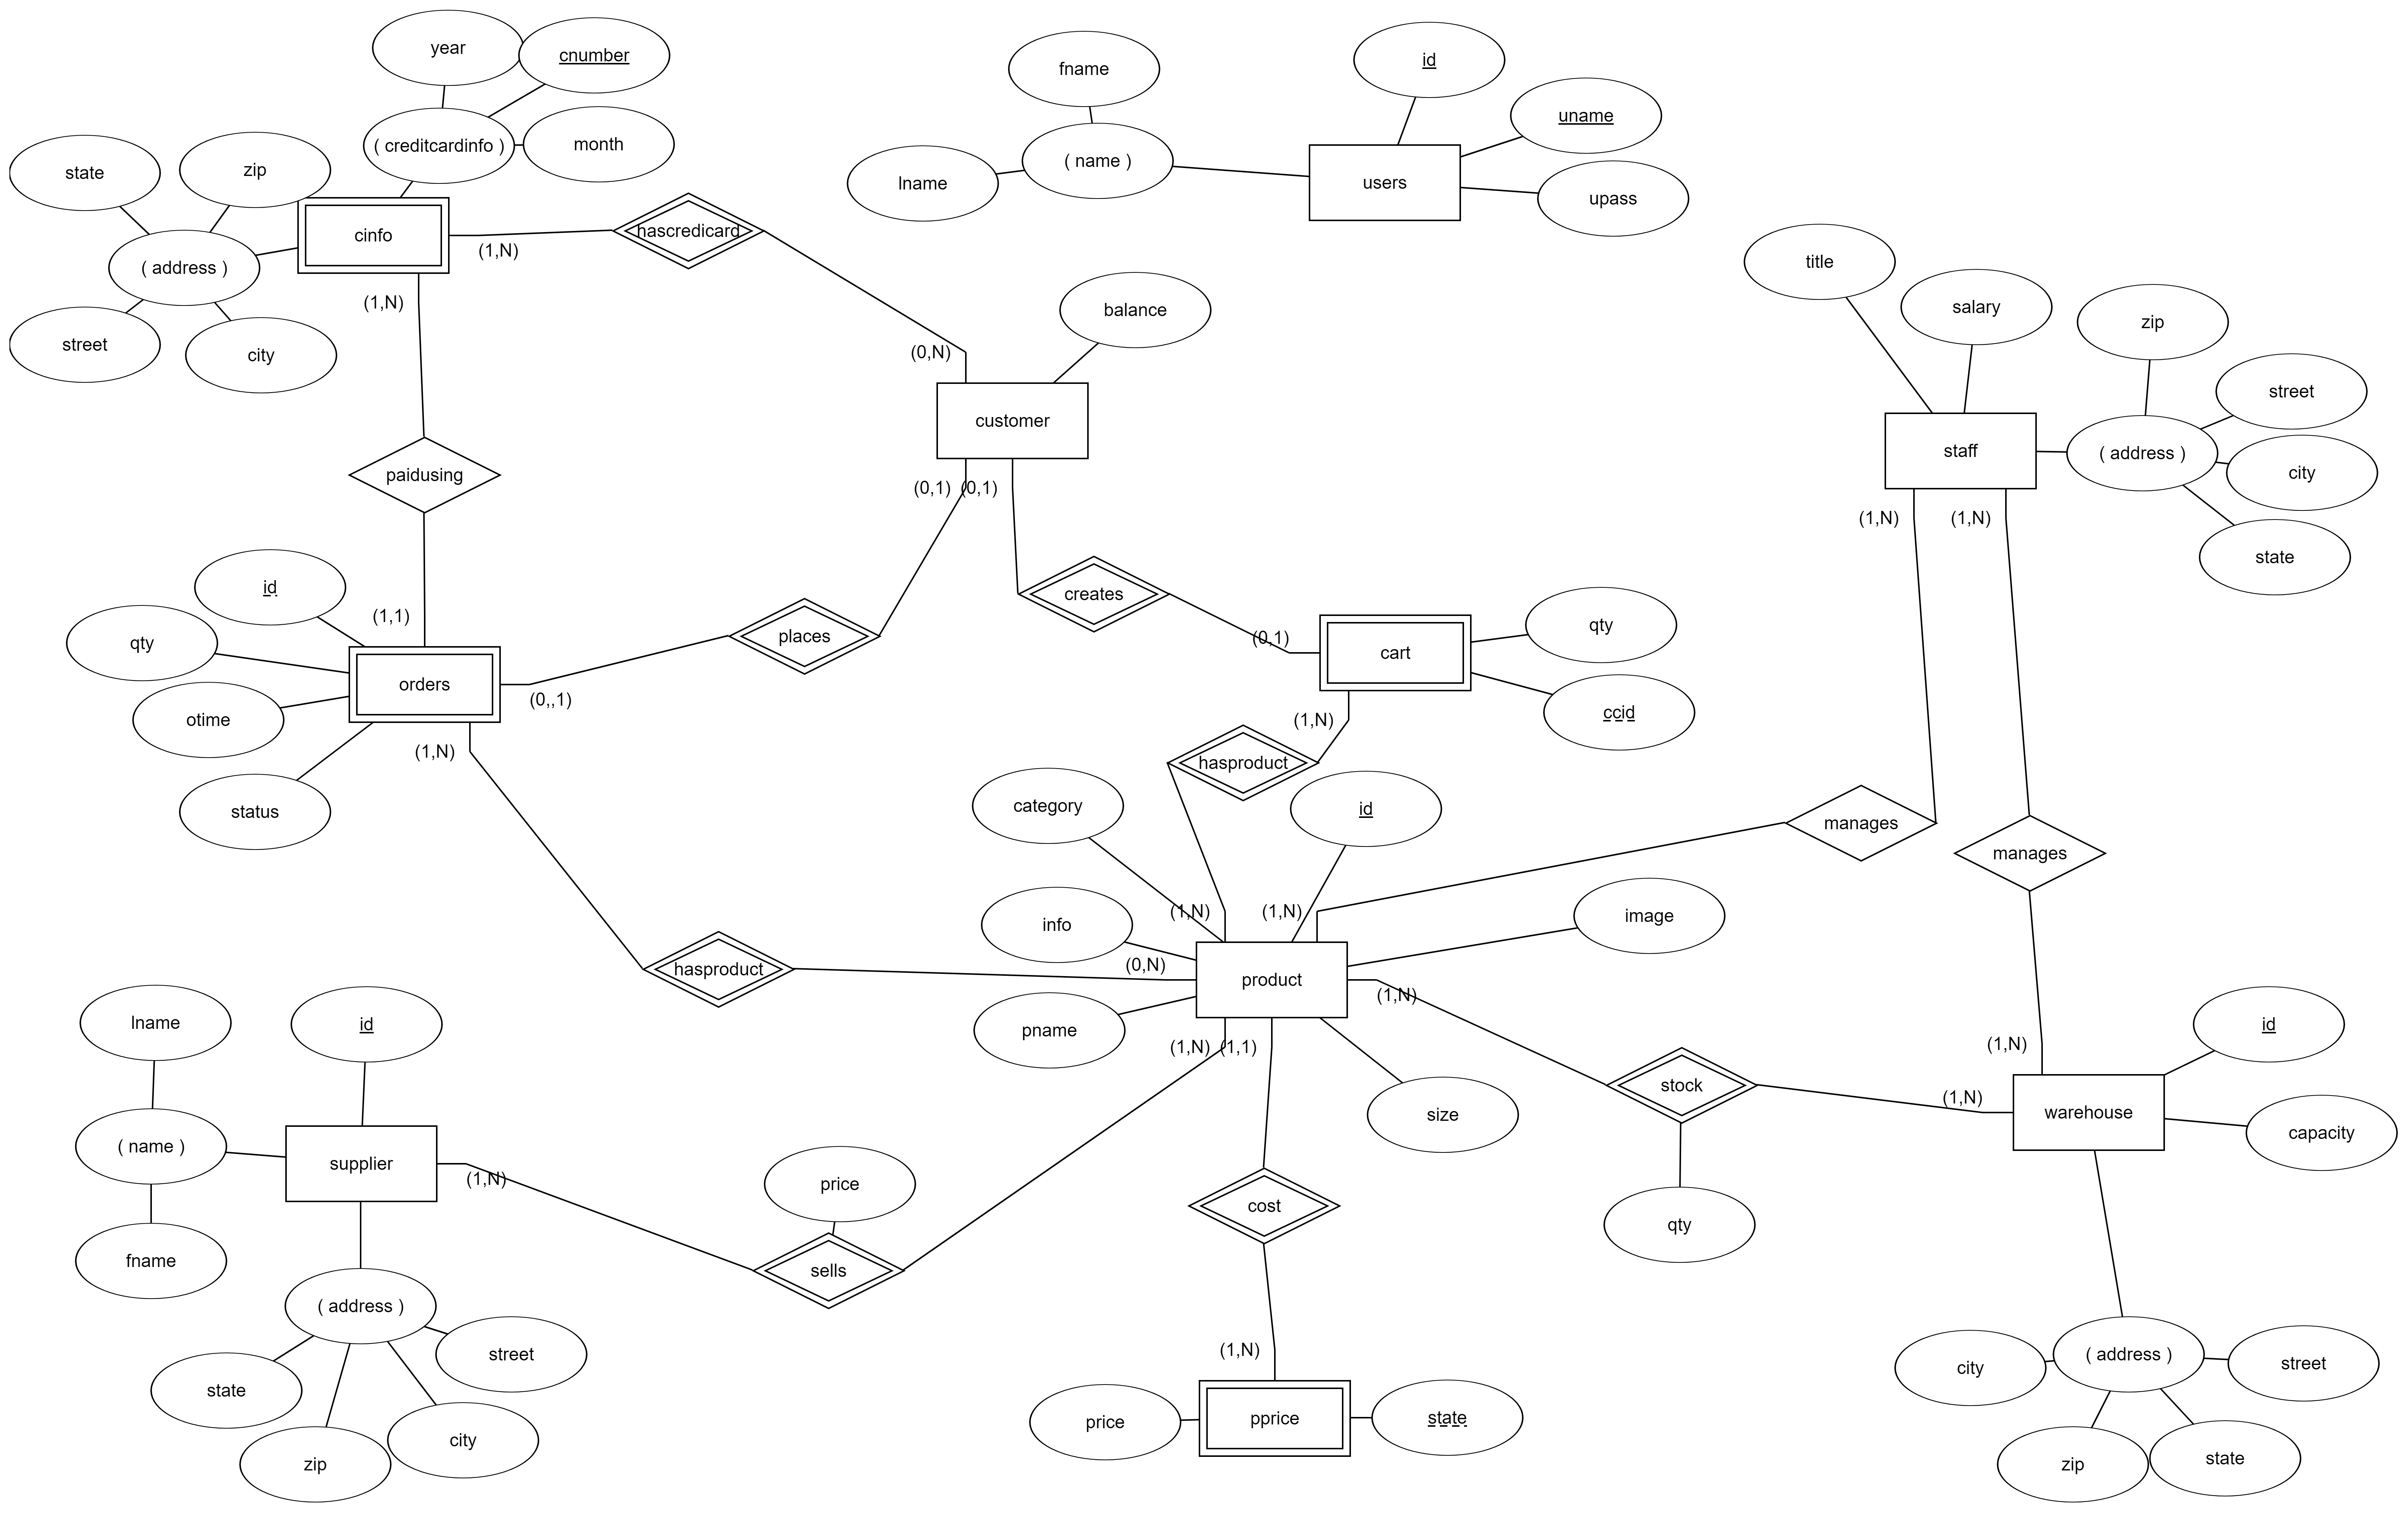 year
cnumber
fname
id
uname
( creditcardinfo )
month
state
zip
( name )
lname
users
upass
cinfo
(1,N)
hascredicard
( address )
title
salary
zip
(1,N)
balance
street
city
(0,N)
customer
street
staff
( address )
city
paidusing
(0,1)
(0,1)
(1,N)
(1,N)
state
id
creates
(1,1)
qty
places
(0,1)
cart
qty
orders
(0,,1)
otime
ccid
(1,N)
(1,N)
hasproduct
status
category
id
manages
manages
(1,N)
(1,N)
info
image
(0,N)
hasproduct
product
(1,N)
pname
lname
id
(1,N)
(1,1)
(1,N)
id
stock
(1,N)
size
warehouse
capacity
( name )
supplier
(1,N)
price
cost
qty
fname
sells
( address )
(1,N)
street
state
city
( address )
street
price
pprice
state
city
zip
zip
state